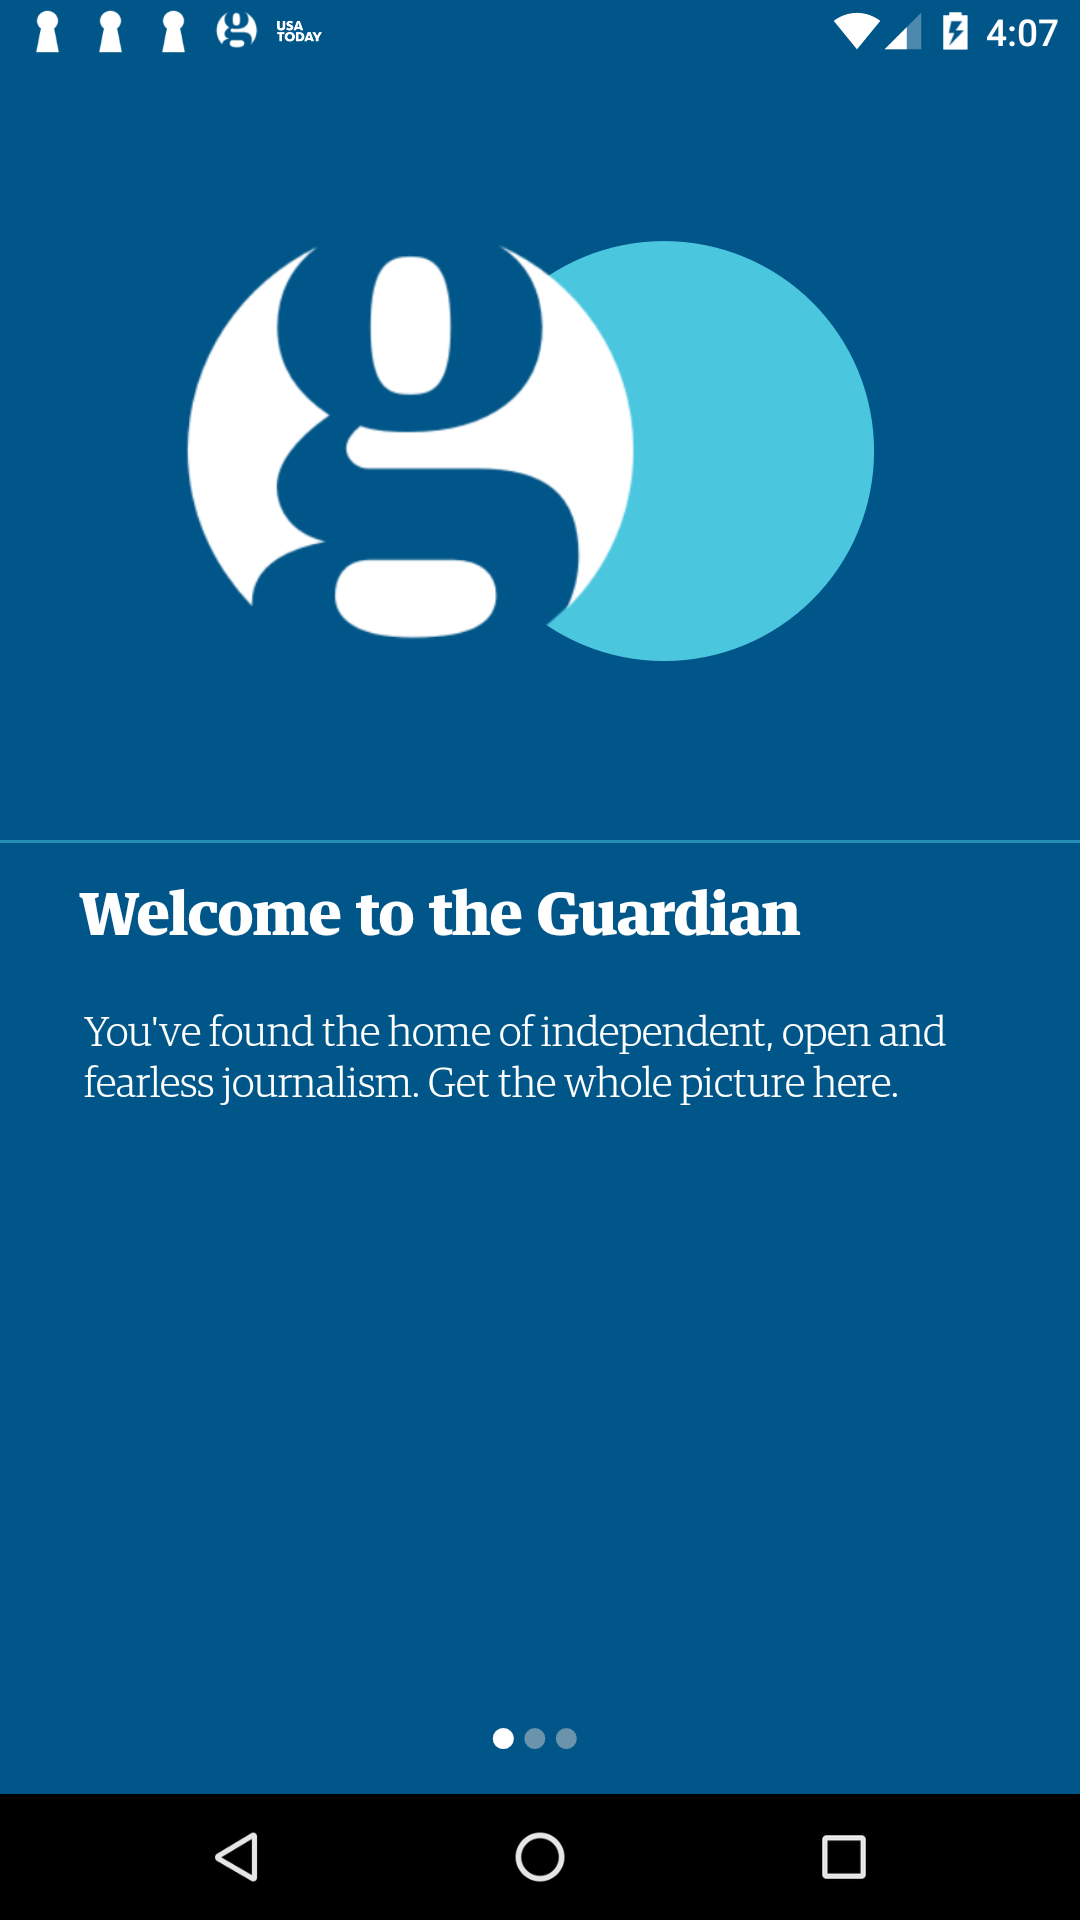 USA
TODAY
4:07
g
Welcome to the Guardian
You've found the home of independent, open and
fearless journalism. Get the whole picture here.